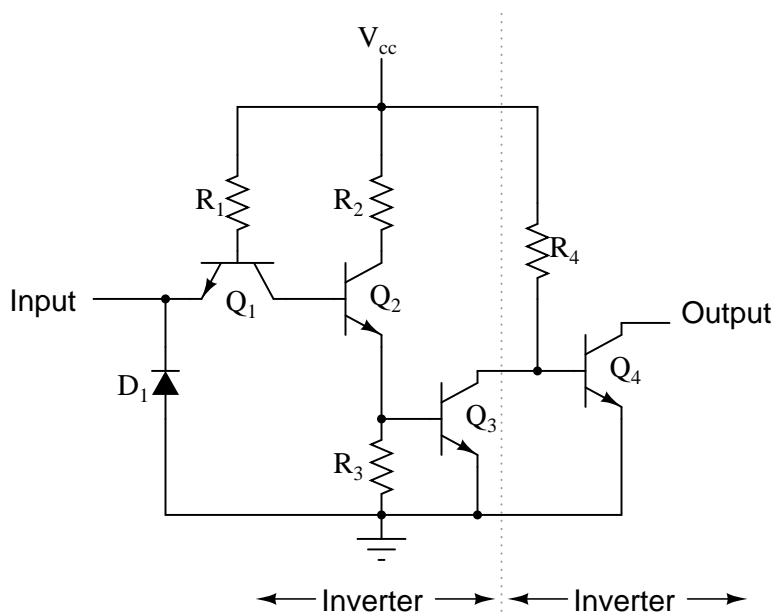 Vcc
R1
R2
R4
Input
Q1
Q2
Output
D1
Q4
Q3
R3
Inverter
Inverter